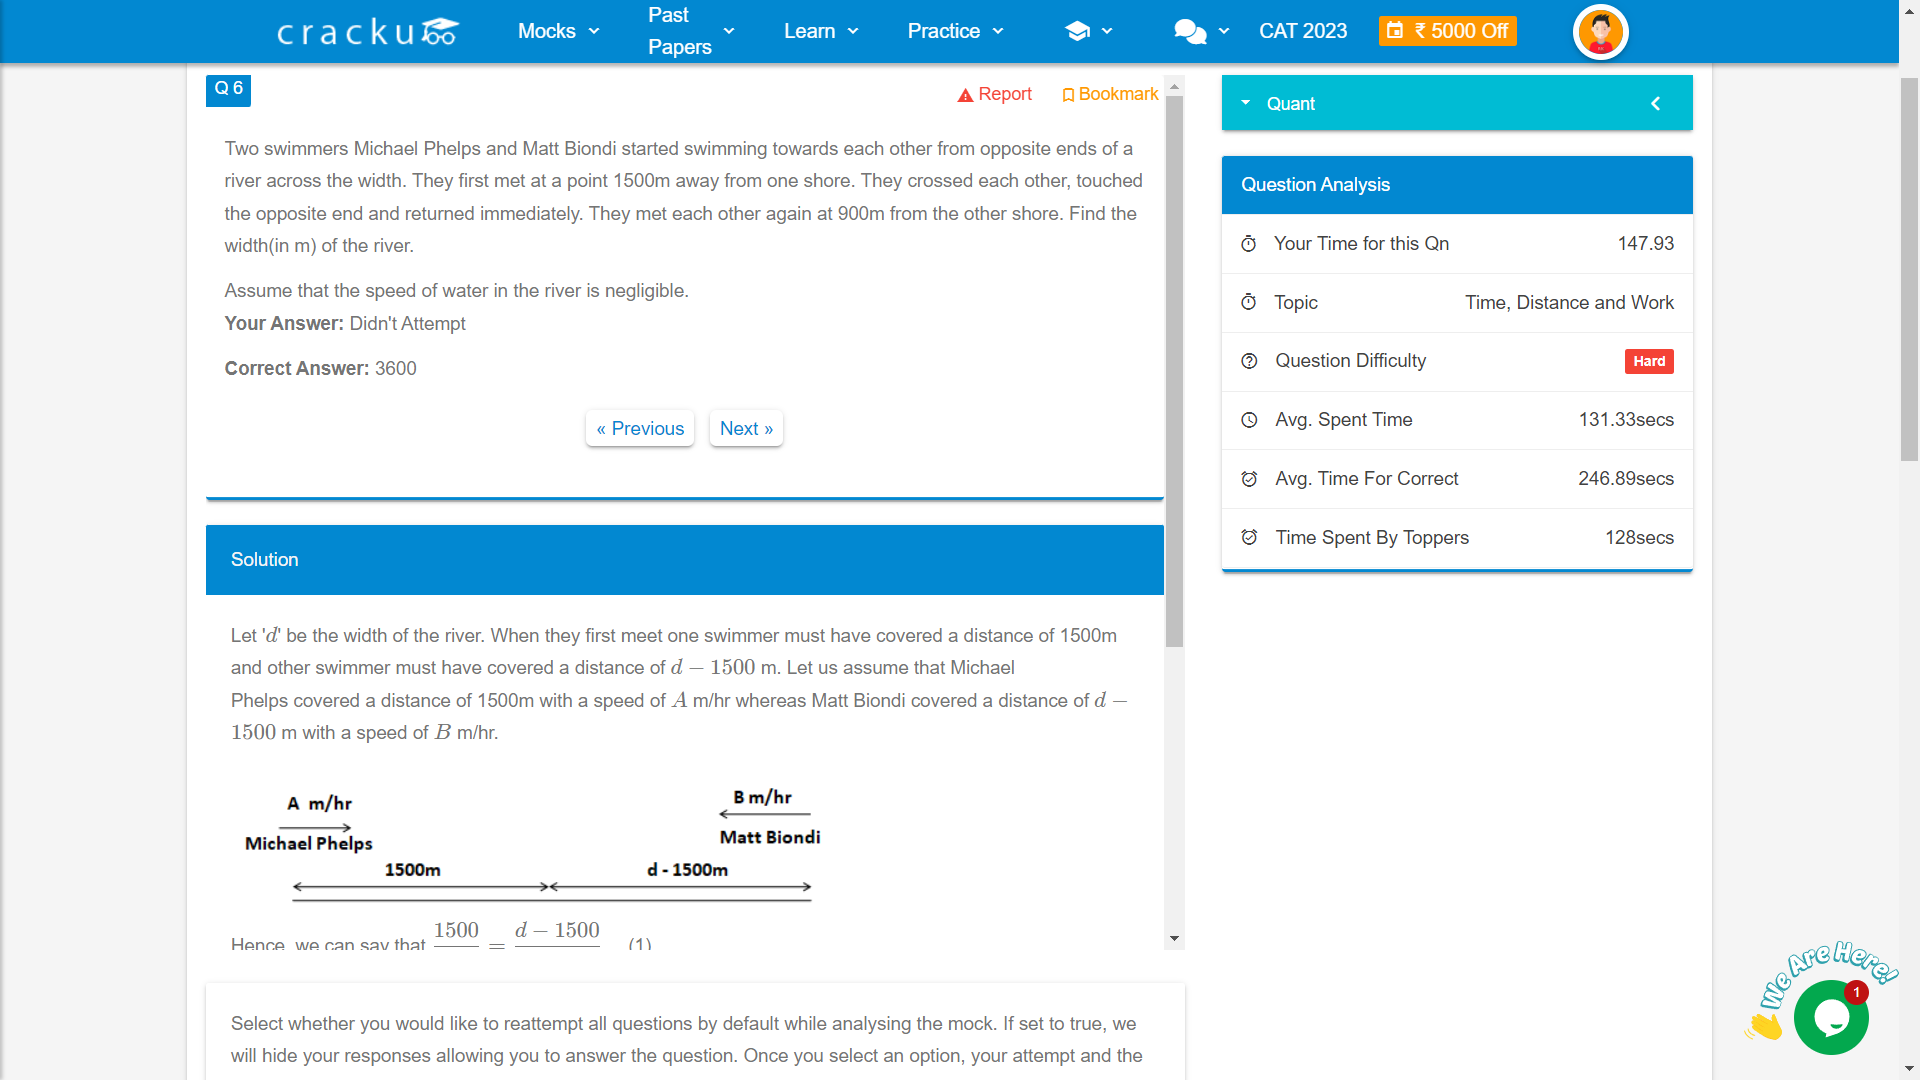 cracku
Mocks
Past
Papers
Learn
Practice
CAT 2023
₹ 5000 Off
Q 6
Report
Bookmark
Two swimmers Michael Phelps and Matt Biondi started swimming towards each other from opposite ends of a
river across the width. They first met at a point 1500m away from one shore. They crossed each other, touched
the opposite end and returned immediately. They met each other again at 900m from the other shore. Find the
width(in m) of the river.
Assume that the speed of water in the river is negligible.
Your Answer: Didn't Attempt
Correct Answer: 3600
« Previous
Next »
Solution
Let 'd' be the width of the river. When they first meet one swimmer must have covered a distance of 1500m
and other swimmer must have covered a distance of d − 1500 m. Let us assume that Michael
Phelps covered a distance of 1500m with a speed of A m/hr whereas Matt Biondi covered a distance of d −
1500 m with a speed of B m/hr.
A m/hr
B m/hr
Michael Phelps
Matt Biondi
1500m
d - 1500m
1500
d − 1500
Hence, we can say that = (1)
Select whether you would like to reattempt all questions by default while analysing the mock. If set to true, we
will hide your responses allowing you to answer the question. Once you select an option, your attempt and the
Quant
Question Analysis
Your Time for this Qn 147.93
Topic Time, Distance and Work
Question Difficulty Hard
Avg. Spent Time 131.33secs
Avg. Time For Correct 246.89secs
Time Spent By Toppers 128secs
We Are Here!
1